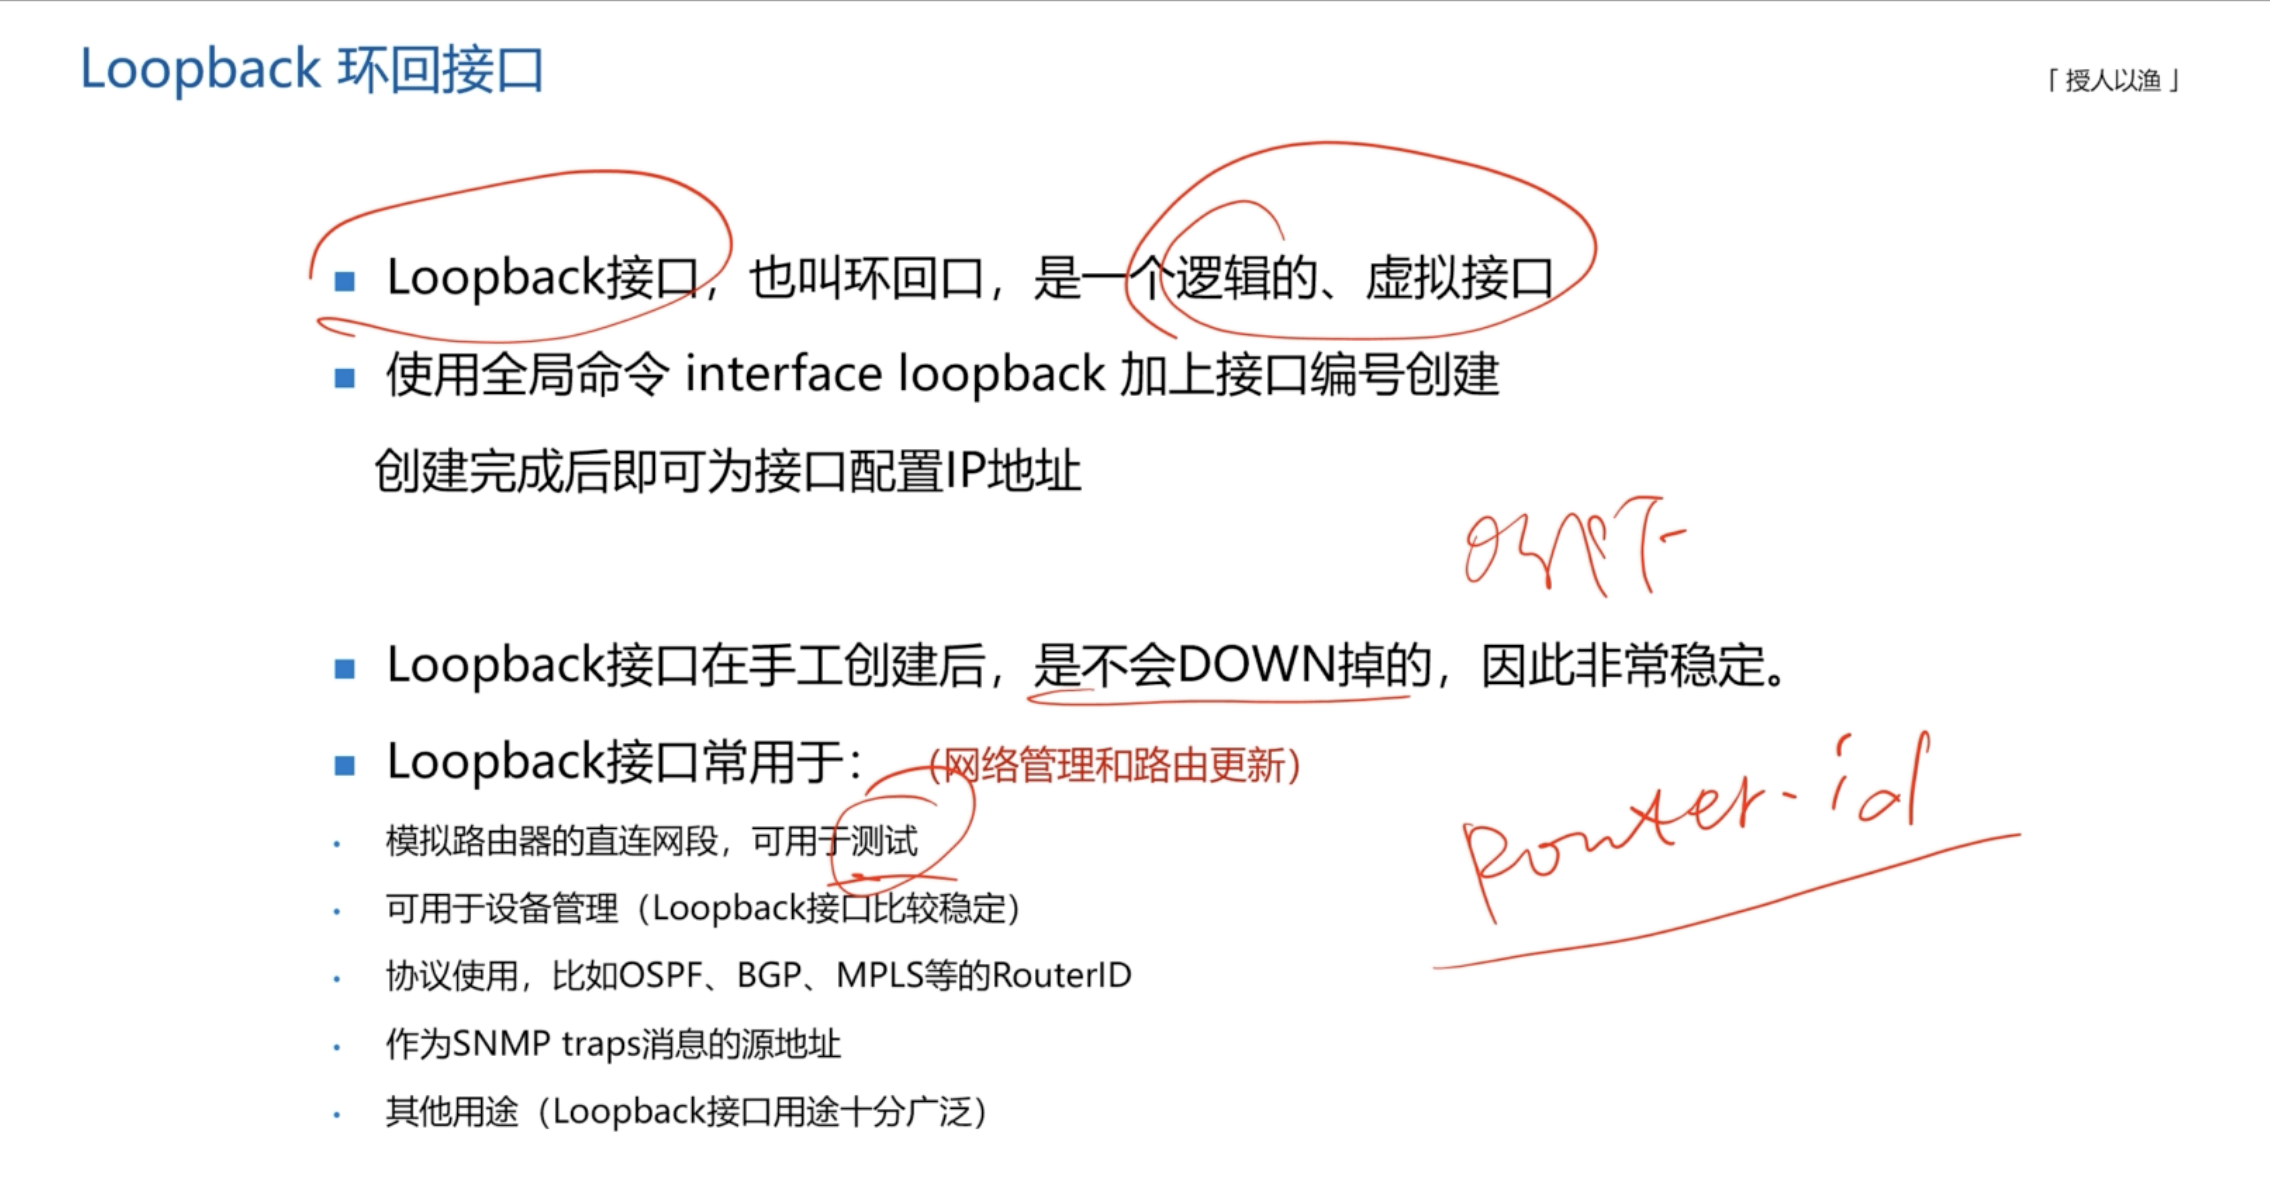 Loopback 环回接口
「 授人以渔 」
Loopback接口，也叫环回口，是一个逻辑的、虚拟接口
使用全局命令 interface loopback 加上接口编号创建
创建完成后即可为接口配置IP地址
OSPF
Loopback接口在手工创建后，是不会DOWN掉的，因此非常稳定。
Loopback接口常用于：（网络管理和路由更新）
Router-id
模拟路由器的直连网段，可用于测试
可用于设备管理（Loopback接口比较稳定）
协议使用，比如OSPF、BGP、MPLS等的RouterID
作为SNMP traps消息的源地址
其他用途（Loopback接口用途十分广泛）